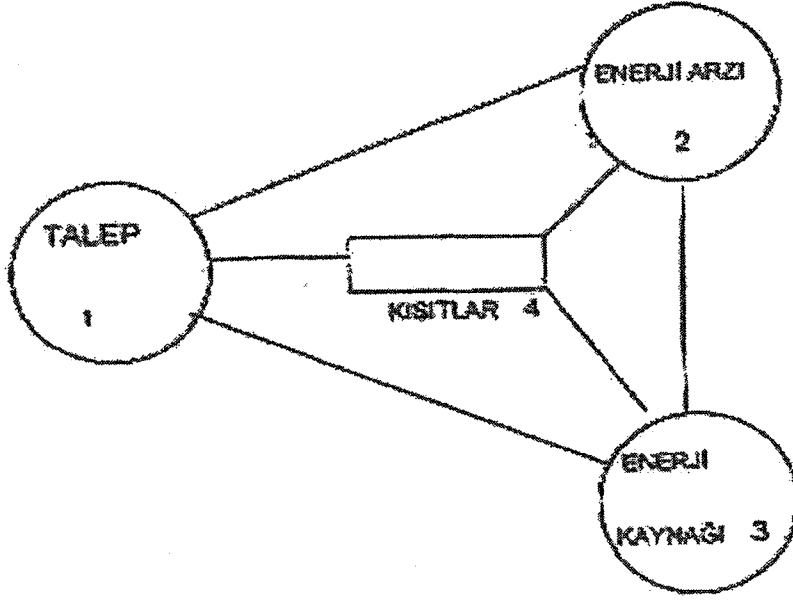 ENERJİ ARZI
2
TALEP
1
KISITLAR 4
ENERJİ
KAYNAĞI 3